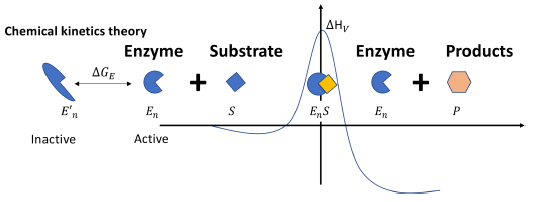 Chemical kinetics theory
ΔH_V
Enzyme Substrate Enzyme Products
ΔG_E
E'_n E_n S E_nS E_n P
Inactive Active